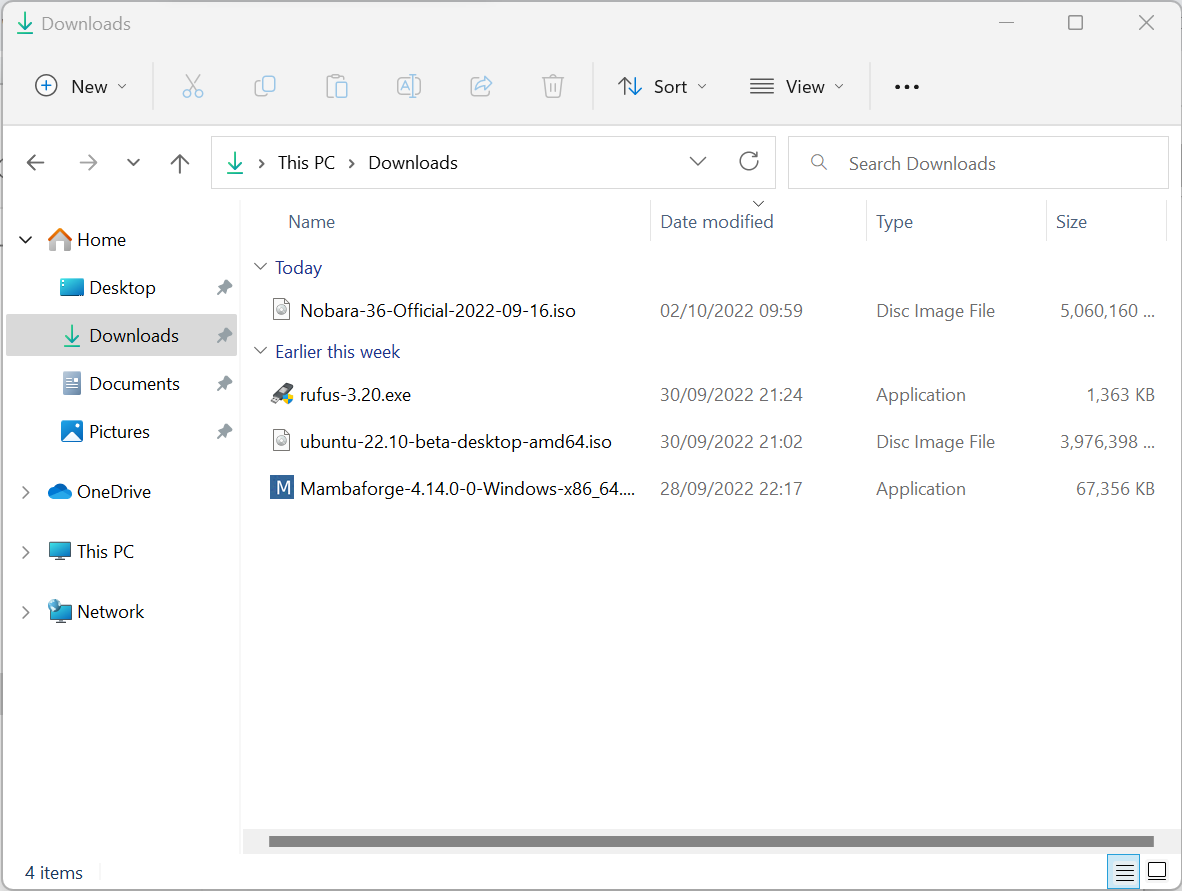 Downloads
New Sort View
This PC Downloads Search Downloads
Name Date modified Type Size
Home
Desktop
Downloads
Documents
Pictures
OneDrive
This PC
Network
Today
Nobara-36-Official-2022-09-16.iso 02/10/2022 09:59 Disc Image File 5,060,160 ...
Earlier this week
rufus-3.20.exe 30/09/2022 21:24 Application 1,363 KB
ubuntu-22.10-beta-desktop-amd64.iso 30/09/2022 21:02 Disc Image File 3,976,398 ...
M Mambaforge-4.14.0-0-Windows-x86_64.... 28/09/2022 22:17 Application 67,356 KB
4 items